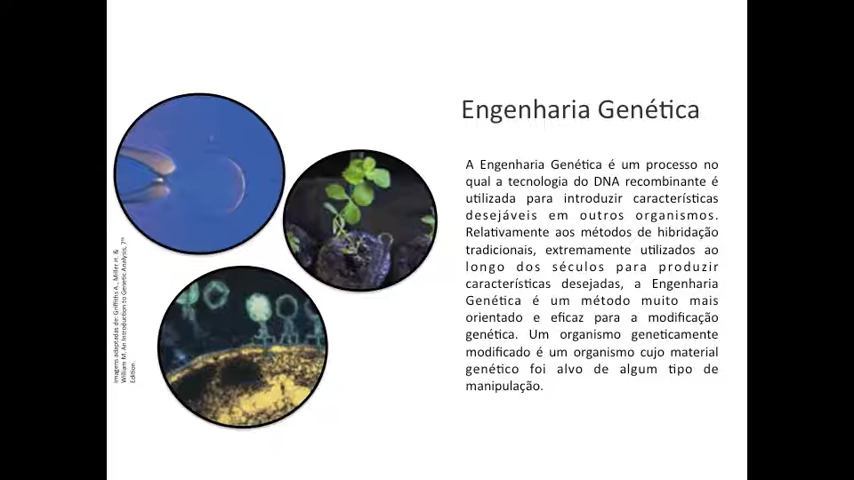 Engenharia Genética
A Engenharia Genética é um processo no
qual a tecnologia do DNA recombinante é
utilizada para introduzir características
desejáveis em outros organismos.
Relativamente aos métodos de hibridação
tradicionais, extremamente utilizados ao
longo dos séculos para produzir
características desejadas, a Engenharia
Genética é um método muito mais
orientado e eficaz para a modificação
genética. Um organismo geneticamente
modificado é um organismo cujo material
genético foi alvo de algum tipo de
manipulação.
Imagens adaptadas de: Griffiths A., Miller H. &
William M. An Introduction to Genetic Analysis, 7th
Edition.